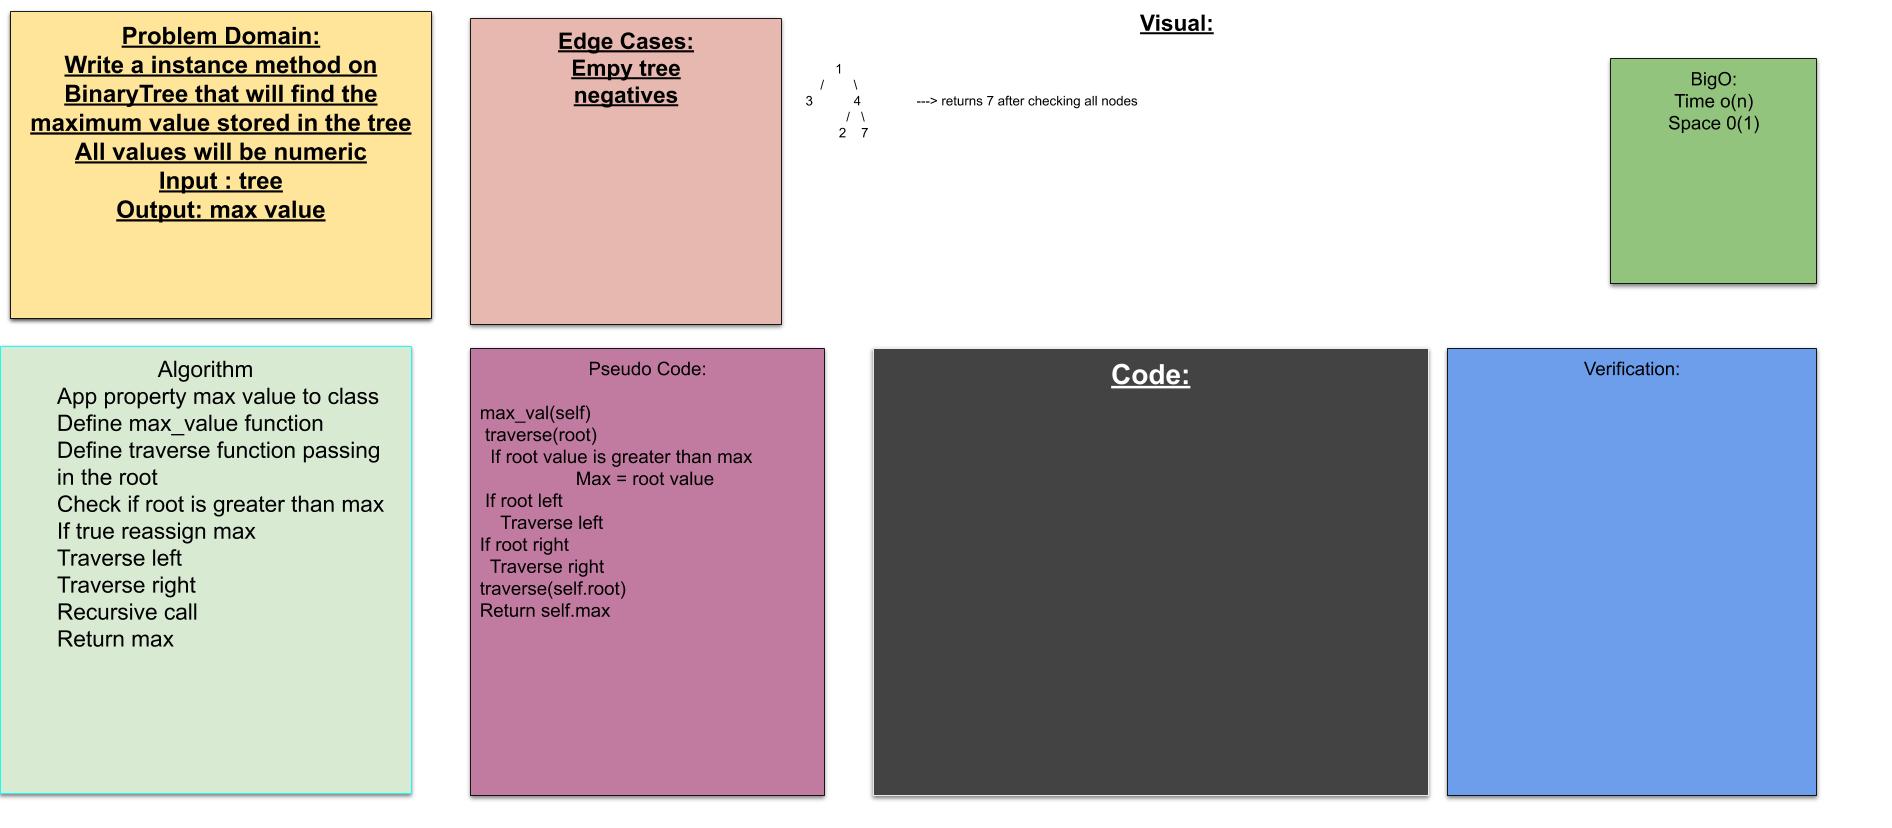 Problem Domain:
Write a instance method on
BinaryTree that will find the
maximum value stored in the tree
All values will be numeric
Input : tree
Output: max value
Edge Cases:
Empy tree
negatives
Visual:
1
/ \
3 4 ---> returns 7 after checking all nodes
/ \
2 7
BigO:
Time o(n)
Space 0(1)
Algorithm
App property max value to class
Define max_value function
Define traverse function passing
in the root
Check if root is greater than max
If true reassign max
Traverse left
Traverse right
Recursive call
Return max
Pseudo Code:
max_val(self)
traverse(root)
If root value is greater than max
Max = root value
If root left
Traverse left
If root right
Traverse right
traverse(self.root)
Return self.max
Code:
Verification: